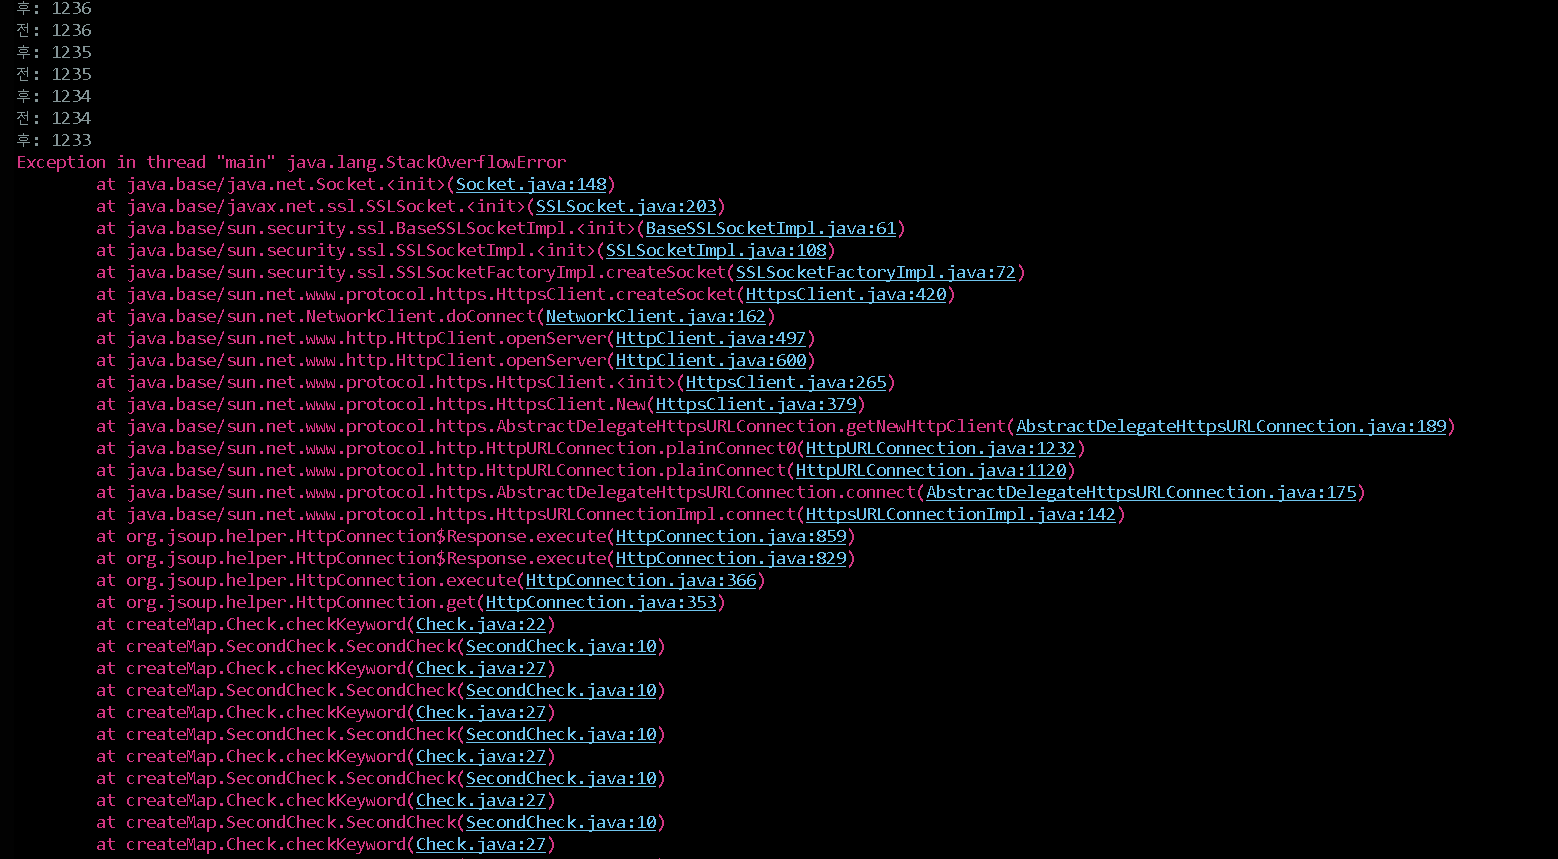 후: 1236
전: 1236
후: 1235
전: 1235
후: 1234
전: 1234
후: 1233
Exception in thread "main" java.lang.StackOverflowError
at java.base/java.net.Socket.<init>(Socket.java:148)
at java.base/javax.net.ssl.SSLSocket.<init>(SSLSocket.java:203)
at java.base/sun.security.ssl.BaseSSLSocketImpl.<init>(BaseSSLSocketImpl.java:61)
at java.base/sun.security.ssl.SSLSocketImpl.<init>(SSLSocketImpl.java:108)
at java.base/sun.security.ssl.SSLSocketFactoryImpl.createSocket(SSLSocketFactoryImpl.java:72)
at java.base/sun.net.www.protocol.https.HttpsClient.createSocket(HttpsClient.java:420)
at java.base/sun.net.NetworkClient.doConnect(NetworkClient.java:162)
at java.base/sun.net.www.http.HttpClient.openServer(HttpClient.java:497)
at java.base/sun.net.www.http.HttpClient.openServer(HttpClient.java:600)
at java.base/sun.net.www.protocol.https.HttpsClient.<init>(HttpsClient.java:265)
at java.base/sun.net.www.protocol.https.HttpsClient.New(HttpsClient.java:379)
at java.base/sun.net.www.protocol.https.AbstractDelegateHttpsURLConnection.getNewHttpClient(AbstractDelegateHttpsURLConnection.java:189)
at java.base/sun.net.www.protocol.http.HttpURLConnection.plainConnect0(HttpURLConnection.java:1232)
at java.base/sun.net.www.protocol.http.HttpURLConnection.plainConnect(HttpURLConnection.java:1120)
at java.base/sun.net.www.protocol.https.AbstractDelegateHttpsURLConnection.connect(AbstractDelegateHttpsURLConnection.java:175)
at java.base/sun.net.www.protocol.https.HttpsURLConnectionImpl.connect(HttpsURLConnectionImpl.java:142)
at org.jsoup.helper.HttpConnection$Response.execute(HttpConnection.java:859)
at org.jsoup.helper.HttpConnection$Response.execute(HttpConnection.java:829)
at org.jsoup.helper.HttpConnection.execute(HttpConnection.java:366)
at org.jsoup.helper.HttpConnection.get(HttpConnection.java:353)
at createMap.Check.checkKeyword(Check.java:22)
at createMap.SecondCheck.SecondCheck(SecondCheck.java:10)
at createMap.Check.checkKeyword(Check.java:27)
at createMap.SecondCheck.SecondCheck(SecondCheck.java:10)
at createMap.Check.checkKeyword(Check.java:27)
at createMap.SecondCheck.SecondCheck(SecondCheck.java:10)
at createMap.Check.checkKeyword(Check.java:27)
at createMap.SecondCheck.SecondCheck(SecondCheck.java:10)
at createMap.Check.checkKeyword(Check.java:27)
at createMap.SecondCheck.SecondCheck(SecondCheck.java:10)
at createMap.Check.checkKeyword(Check.java:27)